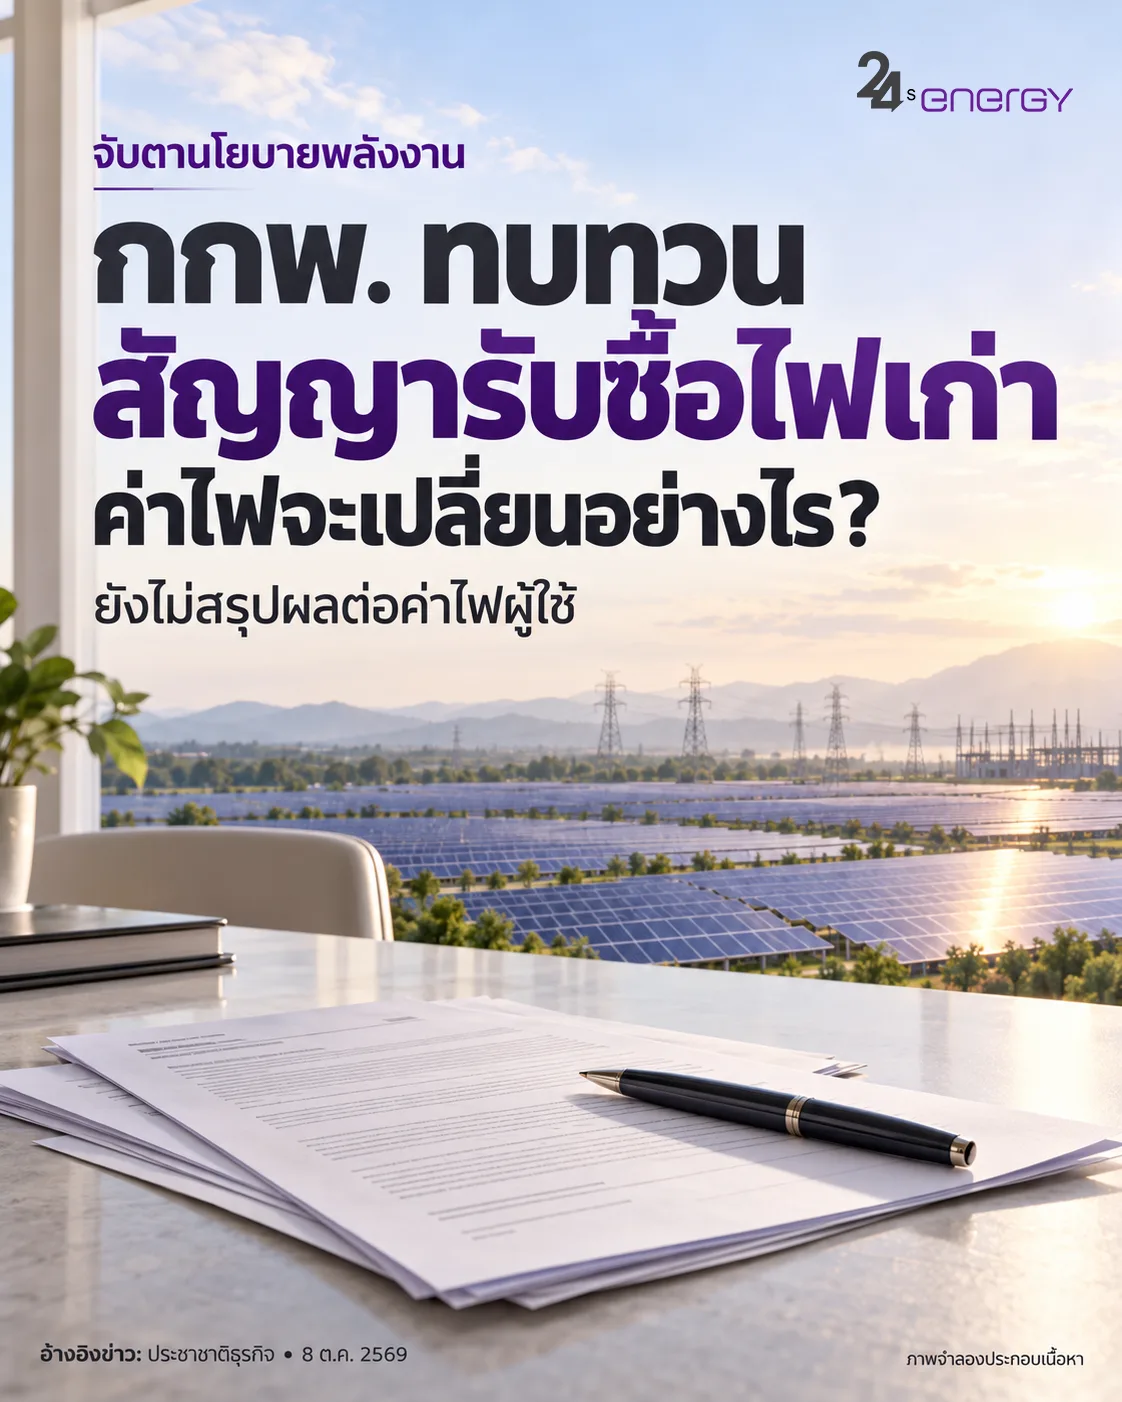 24s energy
จับตานโยบายพลังงาน
กกพ. ทบทวน
สัญญารับซื้อไฟเก่า
ค่าไฟจะเปลี่ยนอย่างไร?
ยังไม่สรุปผลต่อค่าไฟผู้ใช้
อ้างอิงข่าว: ประชาชาติธุรกิจ • 8 ต.ค. 2569
ภาพจำลองประกอบเนื้อหา